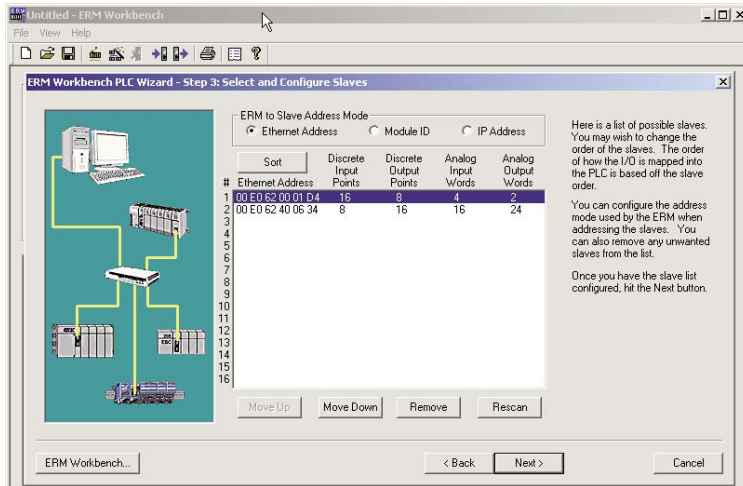 Untitled - ERM Workbench
File View Help
ERM Workbench PLC Wizard - Step 3: Select and Configure Slaves
ERM to Slave Address Mode
Ethernet Address Module ID IP Address
Sort
# Ethernet Address Discrete Input Points Discrete Output Points Analog Input Words Analog Output Words
1 00 E0 62 00 01 D4 16 8 4 2
2 00 E0 62 40 06 34 8 16 16 24
3
4
5
6
7
8
9
10
11
12
13
14
15
16
Move Up Move Down Remove Rescan
Here is a list of possible slaves.
You may wish to change the
order of the slaves. The order
of how the I/O is mapped into
the PLC is based off the slave
order.
You can configure the address
mode used by the ERM when
addressing the slaves. You
can also remove any unwanted
slaves from the list.
Once you have the slave list
configured, hit the Next button.
ERM Workbench... < Back Next > Cancel